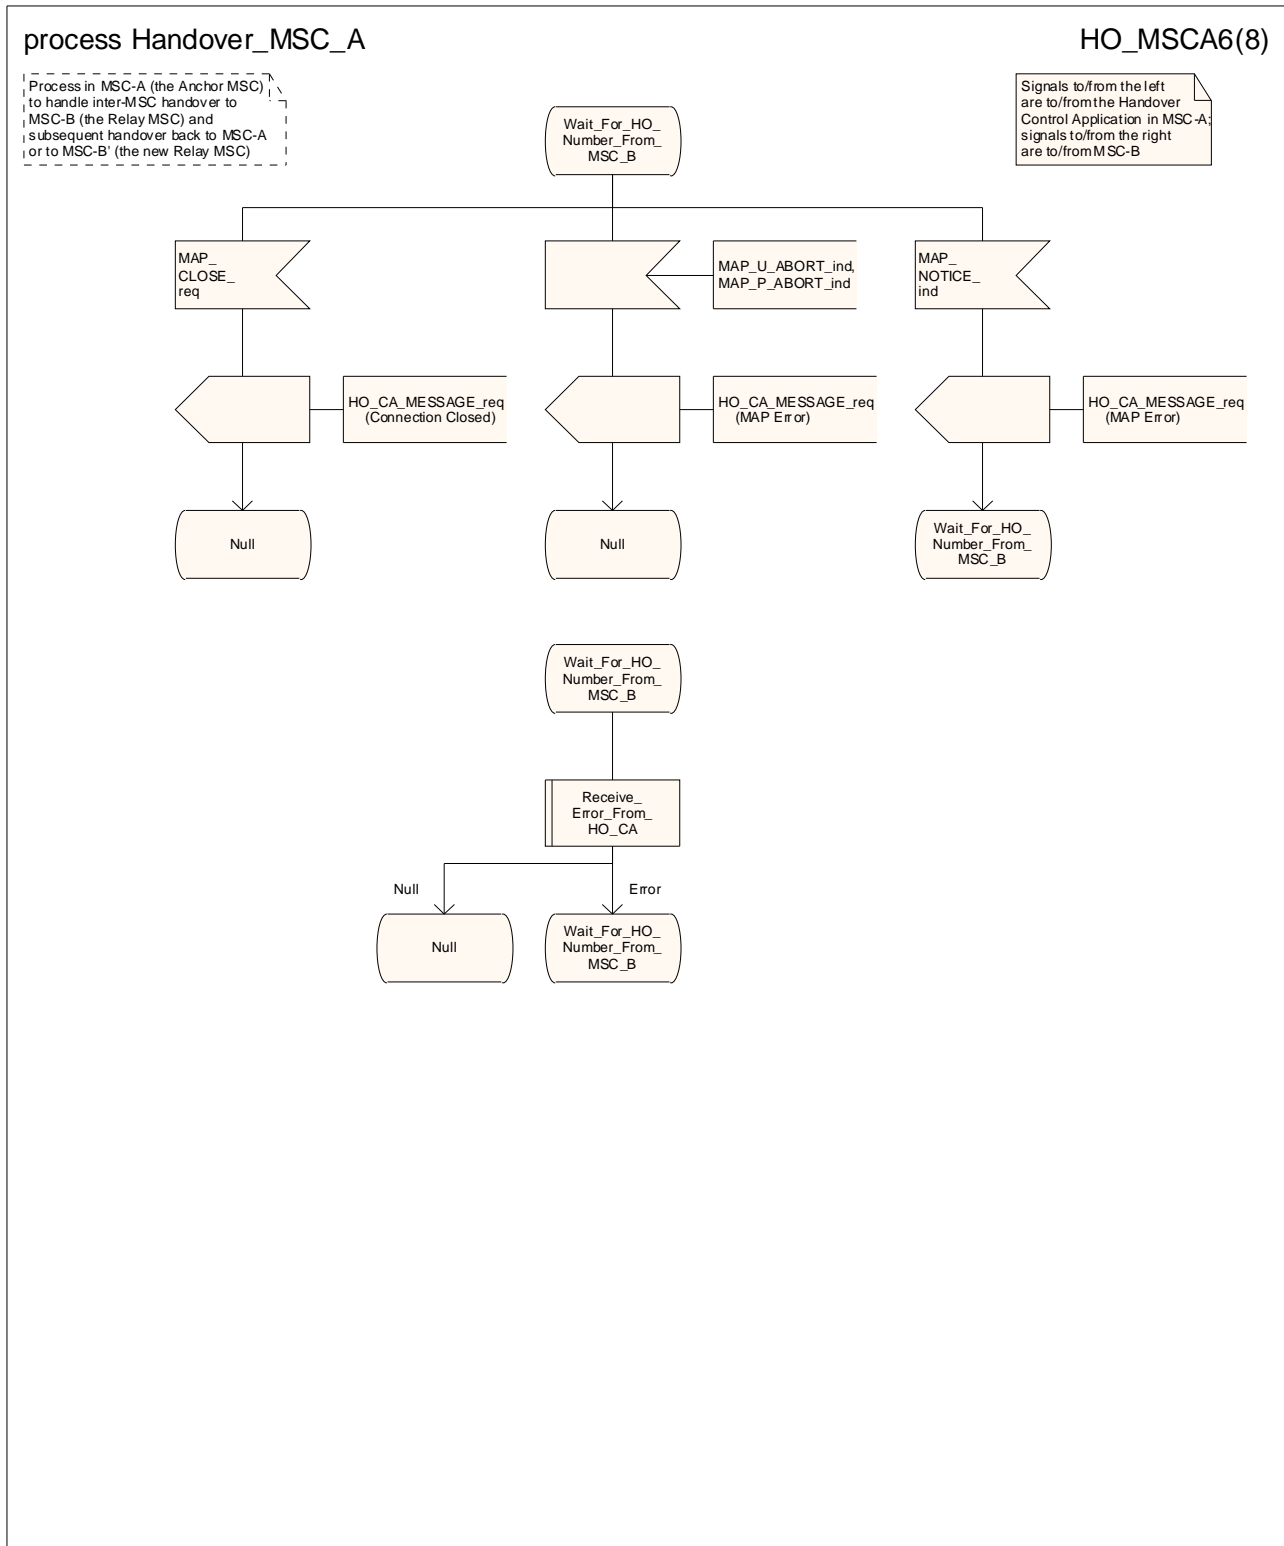 process Handover_MSC_A
HO_MSCA6(8)
Process in MSC-A (the Anchor MSC)
to handle inter-MSC handover to
MSC-B (the Relay MSC) and
subsequent handover back to MSC-A
or to MSC-B' (the new Relay MSC)
Signals to/from the left
are to/from the Handover
Control Application in MSC-A;
signals to/from the right
are to/from MSC-B
Wait_For_HO_
Number_From_
MSC_B
MAP_
CLOSE_
req
MAP_U_ABORT_ind,
MAP_P_ABORT_ind
MAP_
NOTICE_
ind
HO_CA_MESSAGE_req
(Connection Closed)
HO_CA_MESSAGE_req
(MAP Error)
HO_CA_MESSAGE_req
(MAP Error)
Null
Null
Wait_For_HO_
Number_From_
MSC_B
Wait_For_HO_
Number_From_
MSC_B
Receive_
Error_From_
HO_CA
Null
Error
Null
Wait_For_HO_
Number_From_
MSC_B